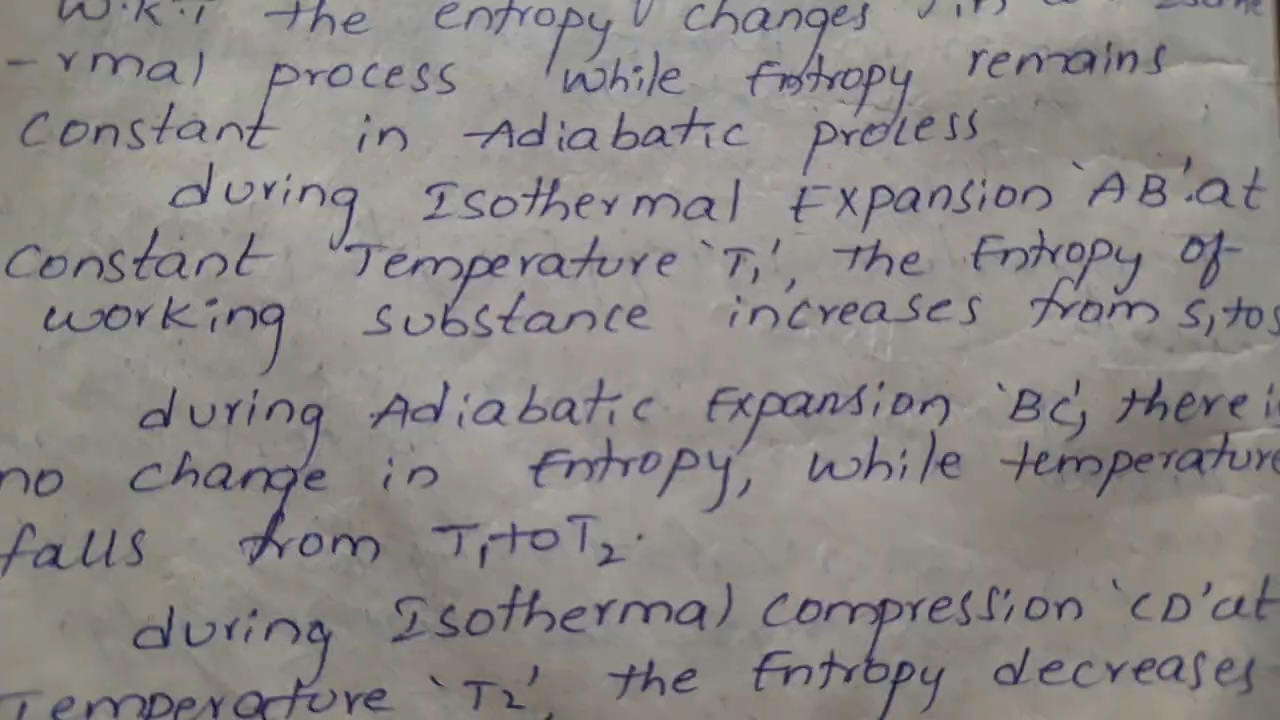 W.K.T the entropy changes in
-rmal process while Entropy remains
Constant in Adiabatic process
during Isothermal Expansion 'AB' at
Constant Temperature 'T₁', the Entropy of
working substance increases from S₁ to S
during Adiabatic Expansion 'BC', there i
no change in Entropy, while temperature
falls from T₁ to T₂.
during Isothermal Compression 'CD' at
Temperature 'T₂', the Entropy decreases